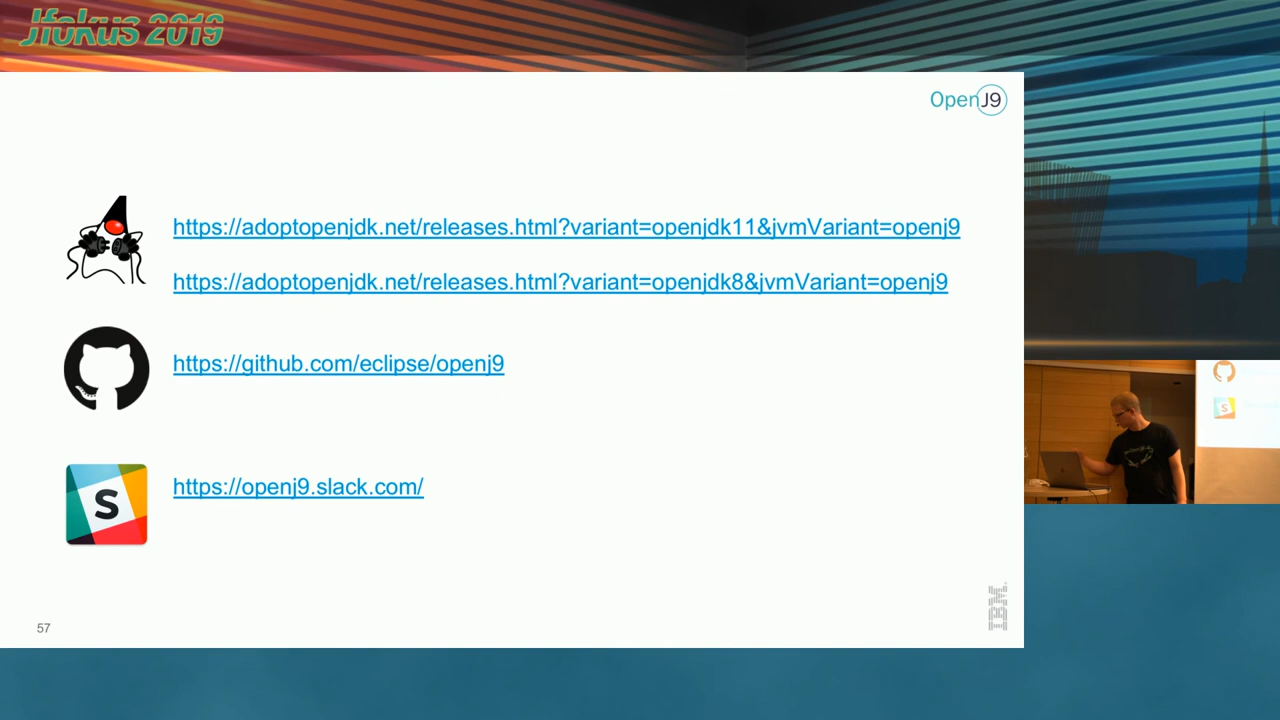 Jfokus 2019
OpenJ9
https://adoptopenjdk.net/releases.html?variant=openjdk11&jvmVariant=openj9
https://adoptopenjdk.net/releases.html?variant=openjdk8&jvmVariant=openj9
https://github.com/eclipse/openj9
S
https://openj9.slack.com/
IBM
57
S